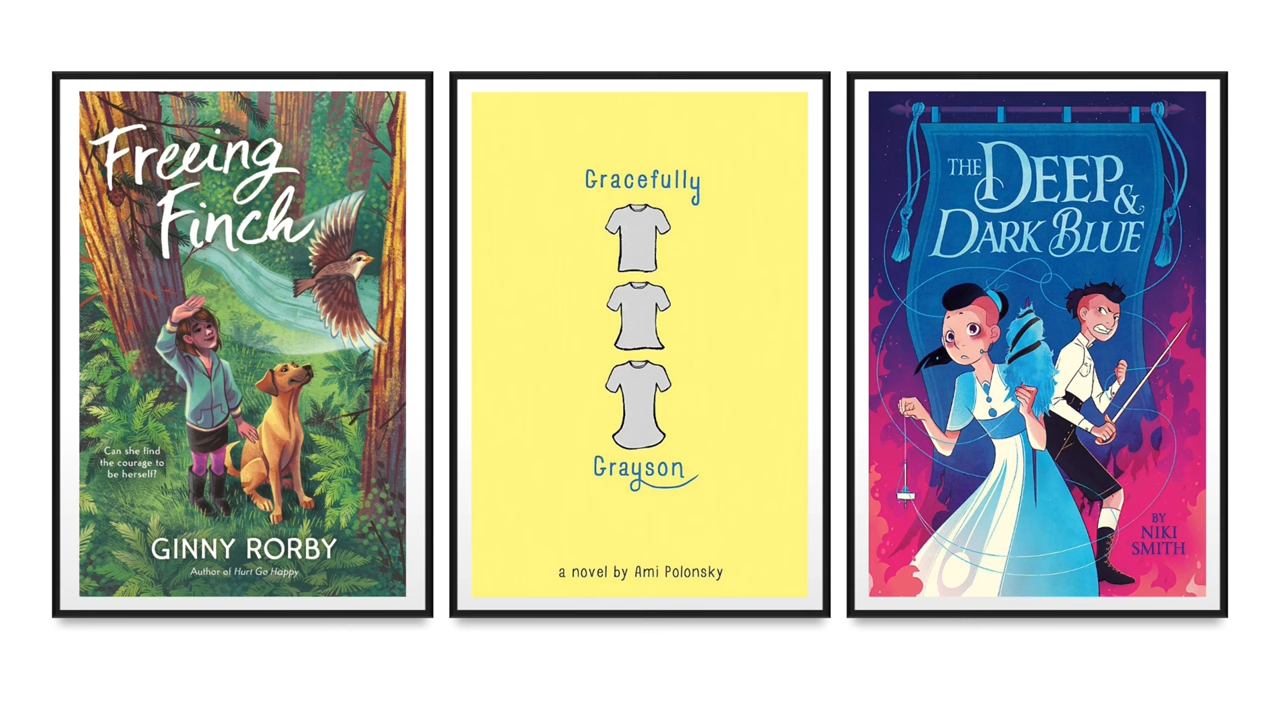 Freeing
Finch
Can she find
the courage to
be herself?
GINNY RORBY
Author of Hurt Go Happy
Gracefully
Grayson
a novel by Ami Polonsky
THE DEEP &
DARK BLUE
BY
NIKI
SMITH